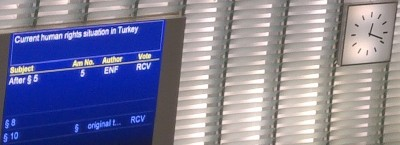 Current human rights situation in Turkey
Subject Am No. Author Vote
After § 5 5 ENF RCV
§ 8
§ 10 § original t... RCV